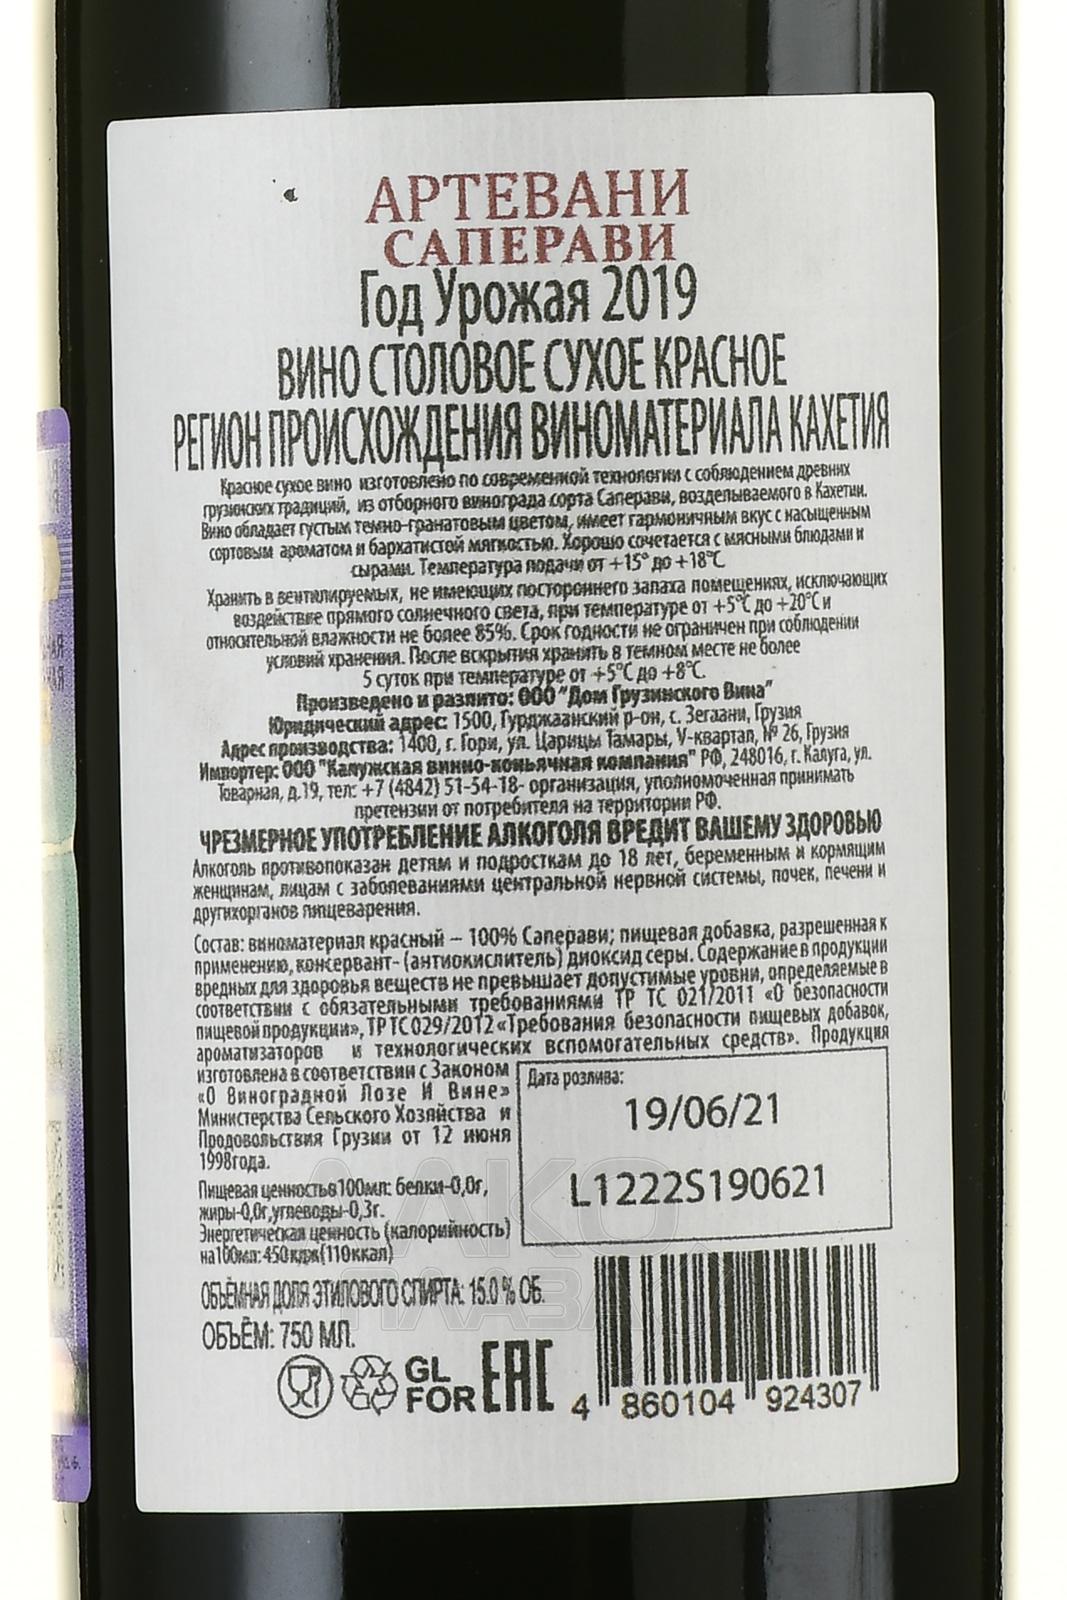 АРТЕВАНИ
САПЕРАВИ
Год Урожая 2019
ВИНО СТОЛОВОЕ СУХОЕ КРАСНОЕ
РЕГИОН ПРОИСХОЖДЕНИЯ ВИНОМАТЕРИАЛА КАХЕТИЯ
Красное сухое вино изготовлено по современной технологии с соблюдением древних
грузинских традиций, из отборного винограда сорта Саперави, возделываемого в Кахетии.
Вино обладает густым темно-гранатовым цветом, имеет гармоничным вкус с насыщенным
сортовым ароматом и бархатистой мягкостью. Хорошо сочетается с мясными блюдами и
сырами. Температура подачи от +15° до +18°С
Хранить в вентилируемых, не имеющих постороннего запаха помещениях, исключающих
воздействие прямого солнечного света, при температуре от +5°С до +20°С и
относительной влажности не более 85%. Срок годности не ограничен при соблюдении
условий хранения. После вскрытия хранить в темном месте не более
5 суток при температуре от +5°С до +8°С.
Произведено и разлито: ООО "Дом Грузинского Вина"
Юридический адрес: 1500, Гурджаанский р-он, с. Зегаани, Грузия
Адрес производства: 1400, г. Гори, ул. Царицы Тамары, V-квартал, № 26, Грузия
Импортер: ООО "Калужская винно-коньячная компания" РФ, 248016, г. Калуга, ул.
Товарная, д.19, тел: +7 (4842) 51-54-18- организация, уполномоченная принимать
претензии от потребителя на территории РФ.
ЧРЕЗМЕРНОЕ УПОТРЕБЛЕНИЕ АЛКОГОЛЯ ВРЕДИТ ВАШЕМУ ЗДОРОВЬЮ
Алкоголь противопоказан детям и подросткам до 18 лет, беременным и кормящим
женщинам, лицам с заболеваниями центральной нервной системы, почек, печени и
другихорганов пищеварения.
Состав: виноматериал красный – 100% Саперави; пищевая добавка, разрешенная к
применению, консервант- (антиокислитель) диоксид серы. Содержание в продукции
вредных для здоровья веществ не превышает допустимые уровни, определяемые в
соответствии с обязательными требованиями ТР ТС 021/2011 «О безопасности
пищевой продукции», ТР ТС 029/2012 «Требования безопасности пищевых добавок,
ароматизаторов и технологических вспомогательных средств». Продукция
изготовлена в соответствии с Законом
«О Виноградной Лозе И Вине»
Министерства Сельского Хозяйства и
Продовольствия Грузии от 12 июня
1998года.
Дата розлива:
19/06/21
L1222S190621
Пищевая ценностьв100мл: белки-0,0г,
жиры-0,0г,углеводы-0,3г.
Энергетическая ценность (калорийность)
на100мл: 450 кдж(110ккал)
ОБЪЁМНАЯ ДОЛЯ ЭТИЛОВОГО СПИРТА: 15.0 % ОБ.
ОБЪЁМ: 750 МЛ.
GL
FOR
EAC
4 860104 924307
АЛКО
ПЛАЗА